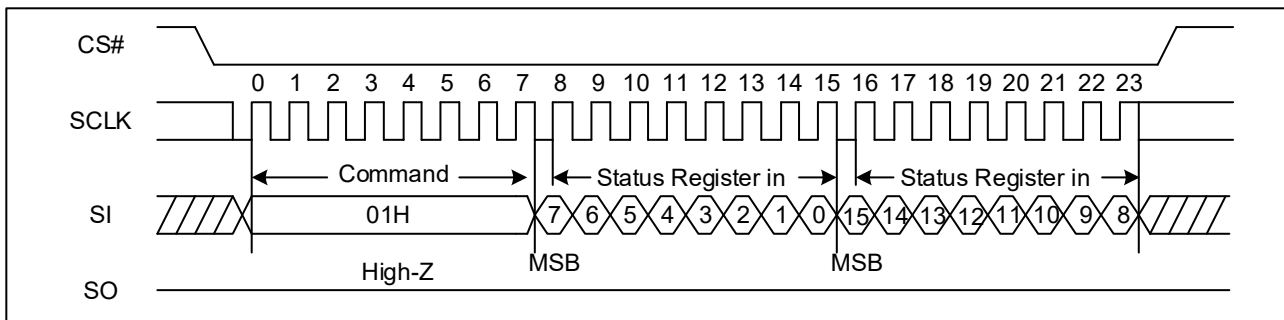 CS#
0 1 2 3 4 5 6 7 8 9 10 11 12 13 14 15 16 17 18 19 20 21 22 23
SCLK
Command Status Register in Status Register in
SI 01H 7 6 5 4 3 2 1 0 15 14 13 12 11 10 9 8
MSB MSB
High-Z
SO